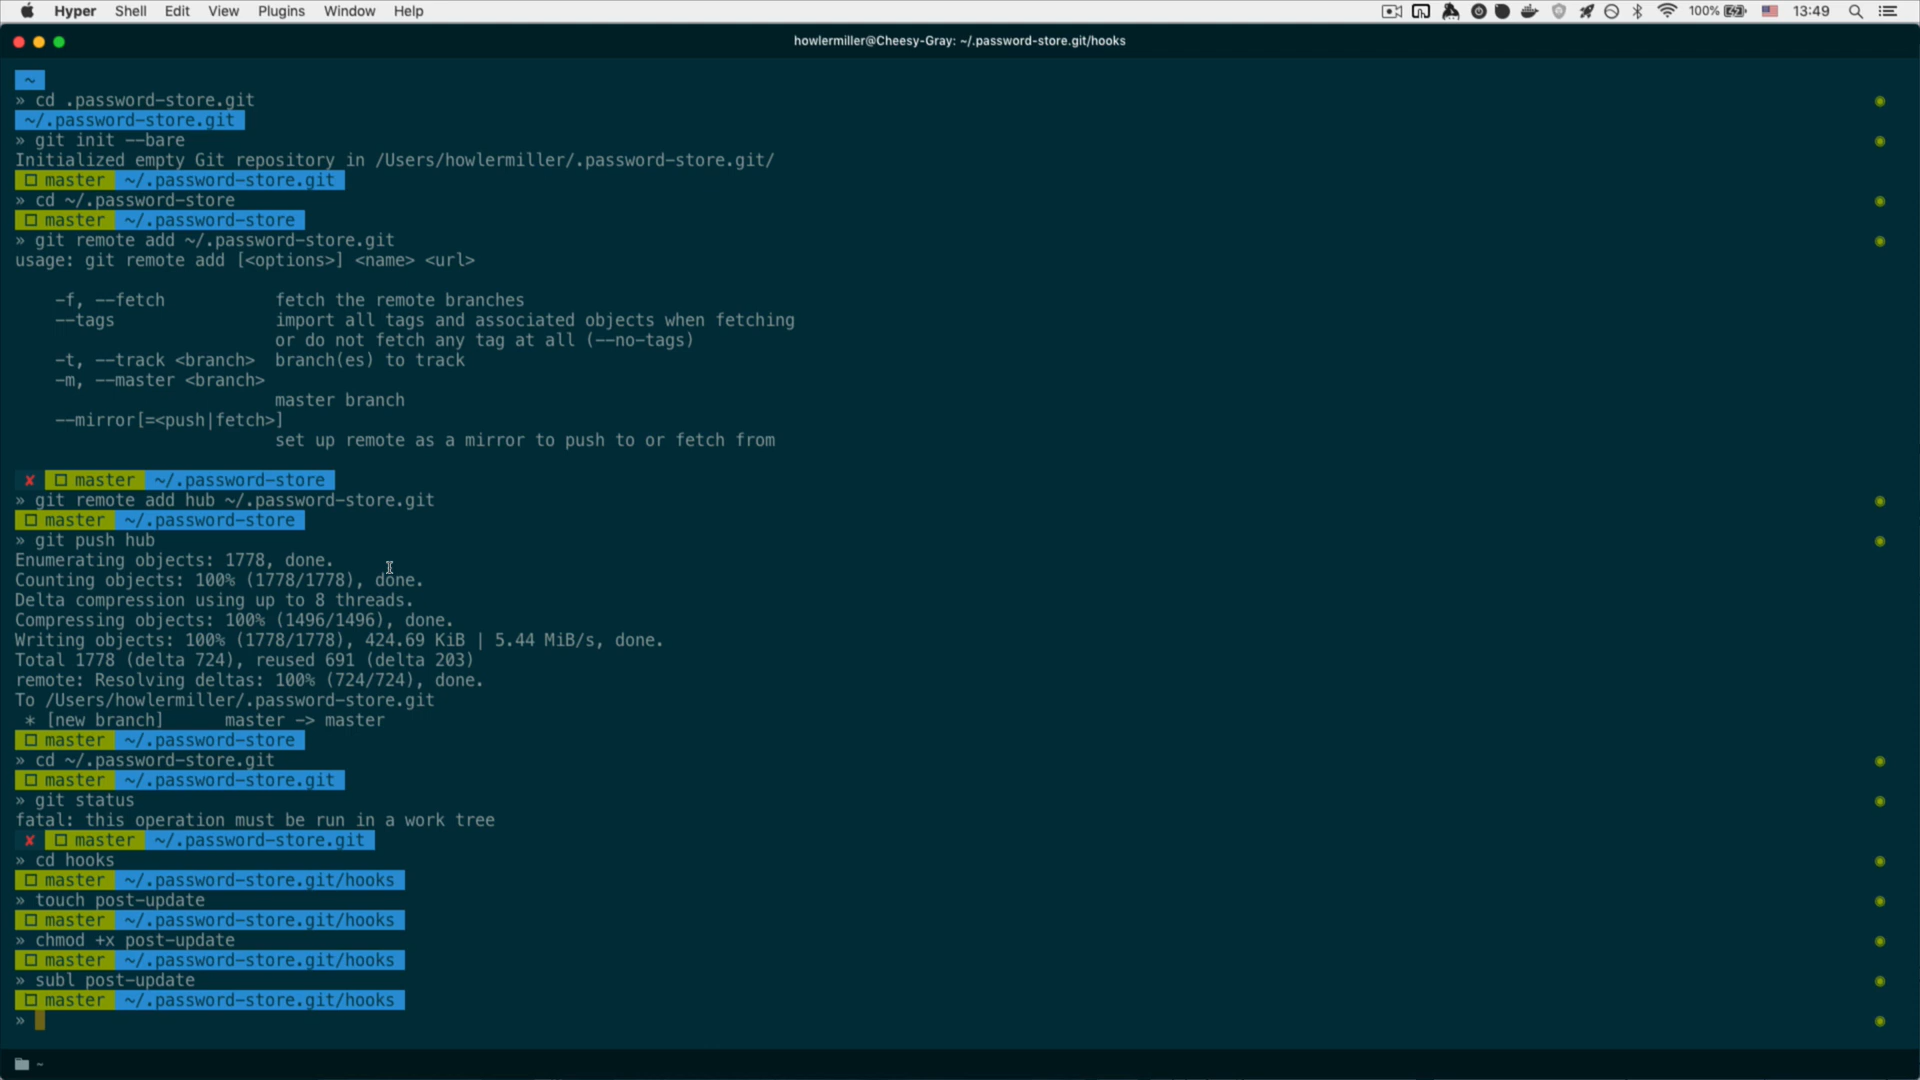 Hyper Shell Edit View Plugins Window Help 100% 13:49
howlermiller@Cheesy-Gray: ~/.password-store.git/hooks
~
» cd .password-store.git
~/.password-store.git
» git init --bare
Initialized empty Git repository in /Users/howlermiller/.password-store.git/
master ~/.password-store.git
» cd ~/.password-store
master ~/.password-store
» git remote add ~/.password-store.git
usage: git remote add [<options>] <name> <url>
-f, --fetch fetch the remote branches
--tags import all tags and associated objects when fetching
or do not fetch any tag at all (--no-tags)
-t, --track <branch> branch(es) to track
-m, --master <branch>
master branch
--mirror[=<push|fetch>]
set up remote as a mirror to push to or fetch from
✘ master ~/.password-store
» git remote add hub ~/.password-store.git
master ~/.password-store
» git push hub
Enumerating objects: 1778, done.
Counting objects: 100% (1778/1778), done.
Delta compression using up to 8 threads.
Compressing objects: 100% (1496/1496), done.
Writing objects: 100% (1778/1778), 424.69 KiB | 5.44 MiB/s, done.
Total 1778 (delta 724), reused 691 (delta 203)
remote: Resolving deltas: 100% (724/724), done.
To /Users/howlermiller/.password-store.git
* [new branch] master -> master
master ~/.password-store
» cd ~/.password-store.git
master ~/.password-store.git
» git status
fatal: this operation must be run in a work tree
✘ master ~/.password-store.git
» cd hooks
master ~/.password-store.git/hooks
» touch post-update
master ~/.password-store.git/hooks
» chmod +x post-update
master ~/.password-store.git/hooks
» subl post-update
master ~/.password-store.git/hooks
»
~